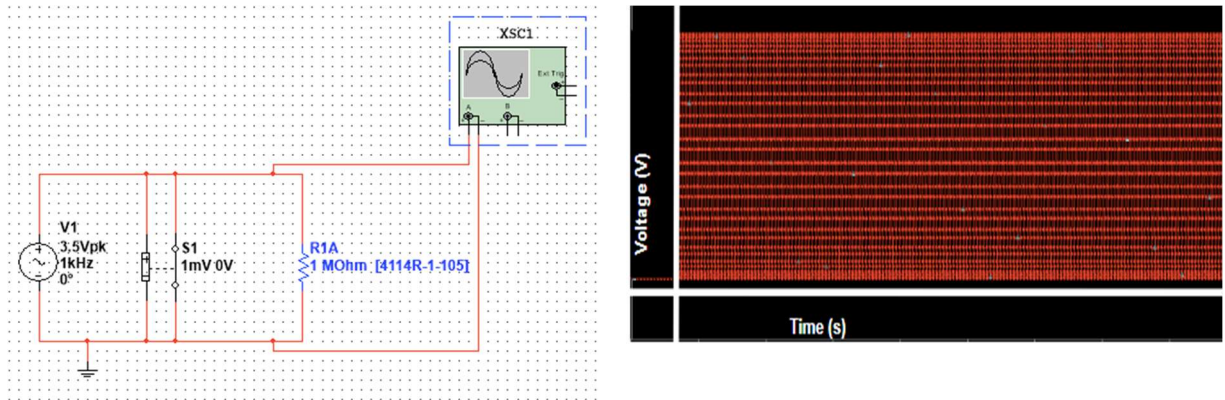 XSC1
Ext Trig
A
B
V1
3.5Vpk
1kHz
0°
S1
1mV 0V
R1A
1 MOhm [4114R-1-105]
Voltage (V)
Time (s)